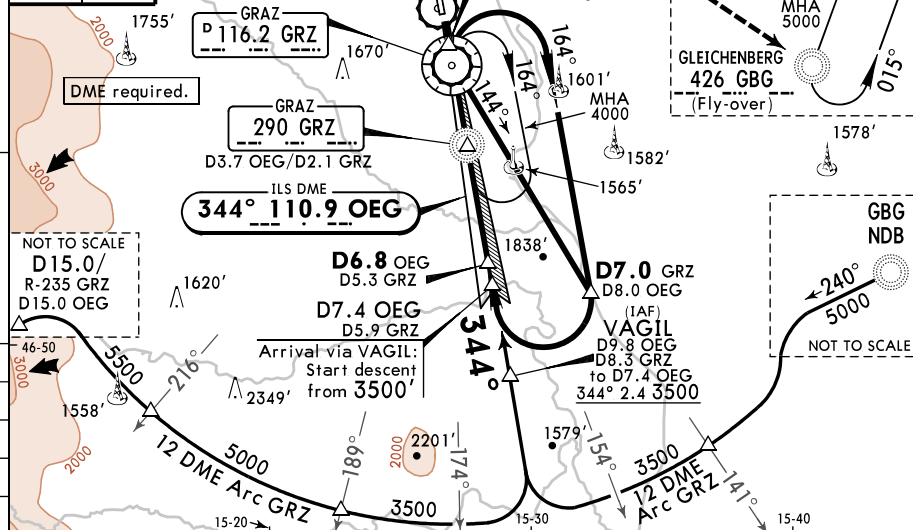 1755'
2000
GRAZ
D 116.2 GRZ
1670'
DME required.
GRAZ
290 GRZ
D3.7 OEG/D2.1 GRZ
ILS DME
344° 110.9 OEG
3000
164°
164°
144°
1601'
MHA
4000
1582'
1565'
MHA
5000
GLEICHENBERG
426 GBG
(Fly-over)
015°
1578'
NOT TO SCALE
D15.0/
R-235 GRZ
D15.0 OEG
1620'
D6.8 OEG
D5.3 GRZ
D7.4 OEG
D5.9 GRZ
Arrival via VAGIL:
Start descent
from 3500'
1838'
D7.0 GRZ
D8.0 OEG
(IAF)
VAGIL
D9.8 OEG
D8.3 GRZ
to D7.4 OEG
344° 2.4 3500
344°
GBG
NDB
240°
5000
NOT TO SCALE
46-50
3000
5500
216°
1558'
2349'
2000
5000
12 DME Arc GRZ
189°
2000
2201'
174°
1579'
154°
3500
12 DME
Arc GRZ
141°
3500
15-20
15-30
15-40